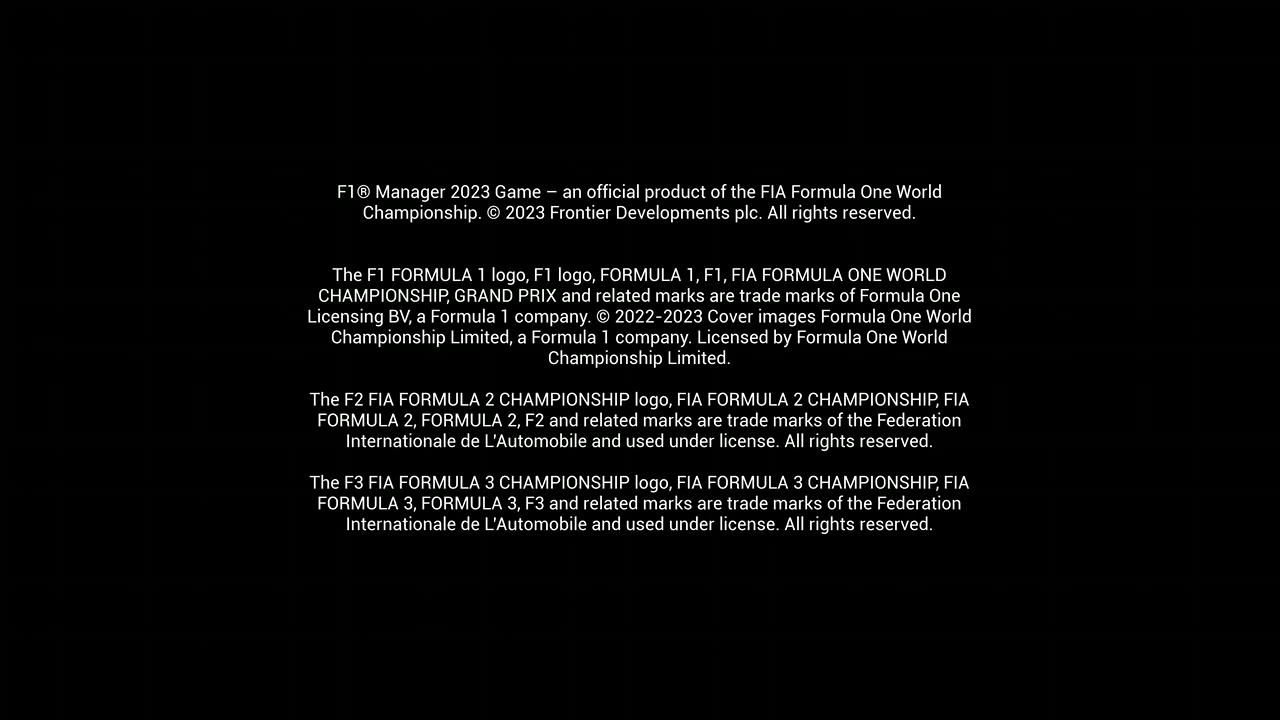 F1® Manager 2023 Game – an official product of the FIA Formula One World
Championship. © 2023 Frontier Developments plc. All rights reserved.
The F1 FORMULA 1 logo, F1 logo, FORMULA 1, F1, FIA FORMULA ONE WORLD
CHAMPIONSHIP, GRAND PRIX and related marks are trade marks of Formula One
Licensing BV, a Formula 1 company. © 2022-2023 Cover images Formula One World
Championship Limited, a Formula 1 company. Licensed by Formula One World
Championship Limited.
The F2 FIA FORMULA 2 CHAMPIONSHIP logo, FIA FORMULA 2 CHAMPIONSHIP, FIA
FORMULA 2, FORMULA 2, F2 and related marks are trade marks of the Federation
Internationale de L'Automobile and used under license. All rights reserved.
The F3 FIA FORMULA 3 CHAMPIONSHIP logo, FIA FORMULA 3 CHAMPIONSHIP, FIA
FORMULA 3, FORMULA 3, F3 and related marks are trade marks of the Federation
Internationale de L'Automobile and used under license. All rights reserved.